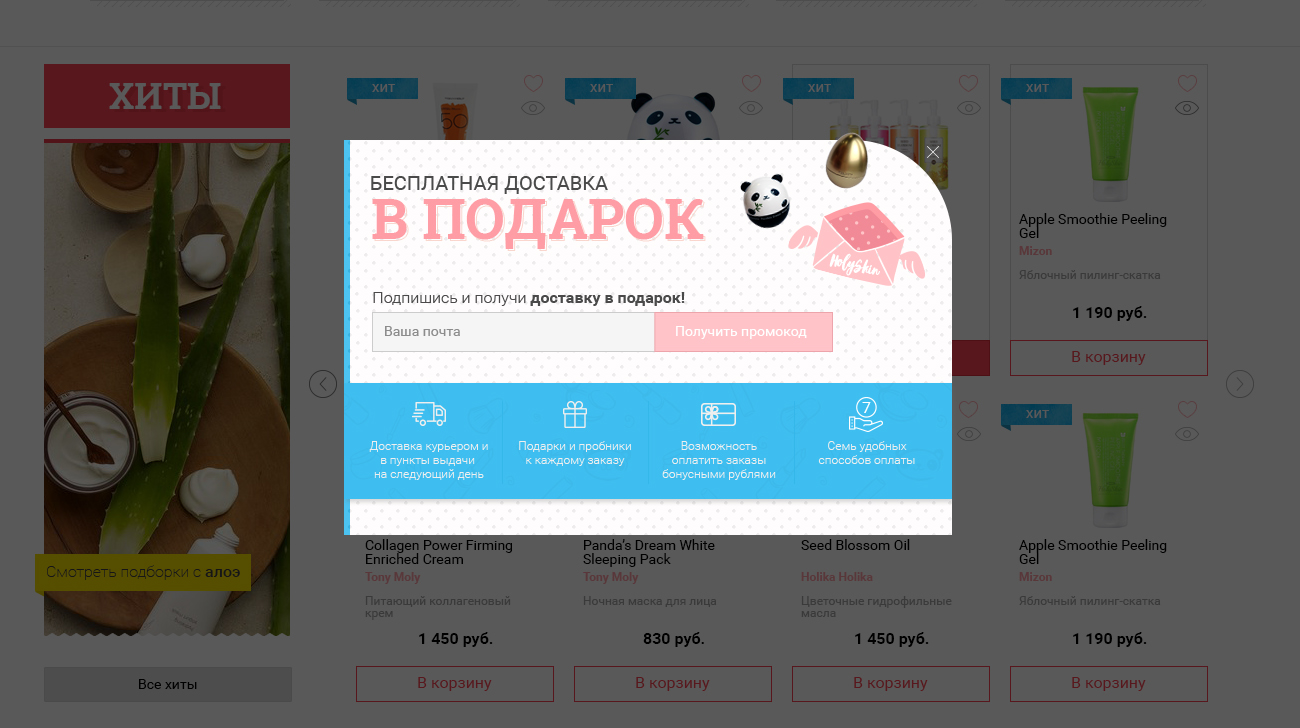 ХИТЫ
Смотреть подборки с алоэ
Все хиты
ХИТ
ХИТ
ХИТ
ХИТ
50
Apple Smoothie Peeling
Gel
Mizon
Яблочный пилинг-скатка
1 190 руб.
В корзину
БЕСПЛАТНАЯ ДОСТАВКА
В ПОДАРОК
HolySkin
Подпишись и получи доставку в подарок!
Ваша почта
Получить промокод
Доставка курьером и
в пункты выдачи
на следующий день
Подарки и пробники
к каждому заказу
Возможность
оплатить заказы
бонусными рублями
7
Семь удобных
способов оплаты
ХИТ
Collagen Power Firming
Enriched Cream
Tony Moly
Питающий коллагеновый
крем
1 450 руб.
В корзину
Panda's Dream White
Sleeping Pack
Tony Moly
Ночная маска для лица
830 руб.
В корзину
Seed Blossom Oil
Holika Holika
Цветочные гидрофильные
масла
1 450 руб.
В корзину
Apple Smoothie Peeling
Gel
Mizon
Яблочный пилинг-скатка
1 190 руб.
В корзину